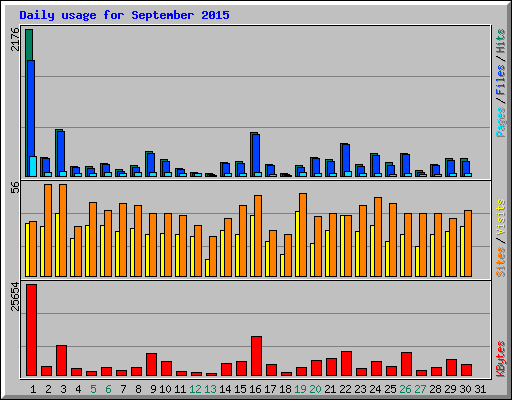 Daily usage for September 2015
2176
Pages / Files / Hits
56
Sites / Visits
25654
KBytes
1 2 3 4 5 6 7 8 9 10 11 12 13 14 15 16 17 18 19 20 21 22 23 24 25 26 27 28 29 30 31